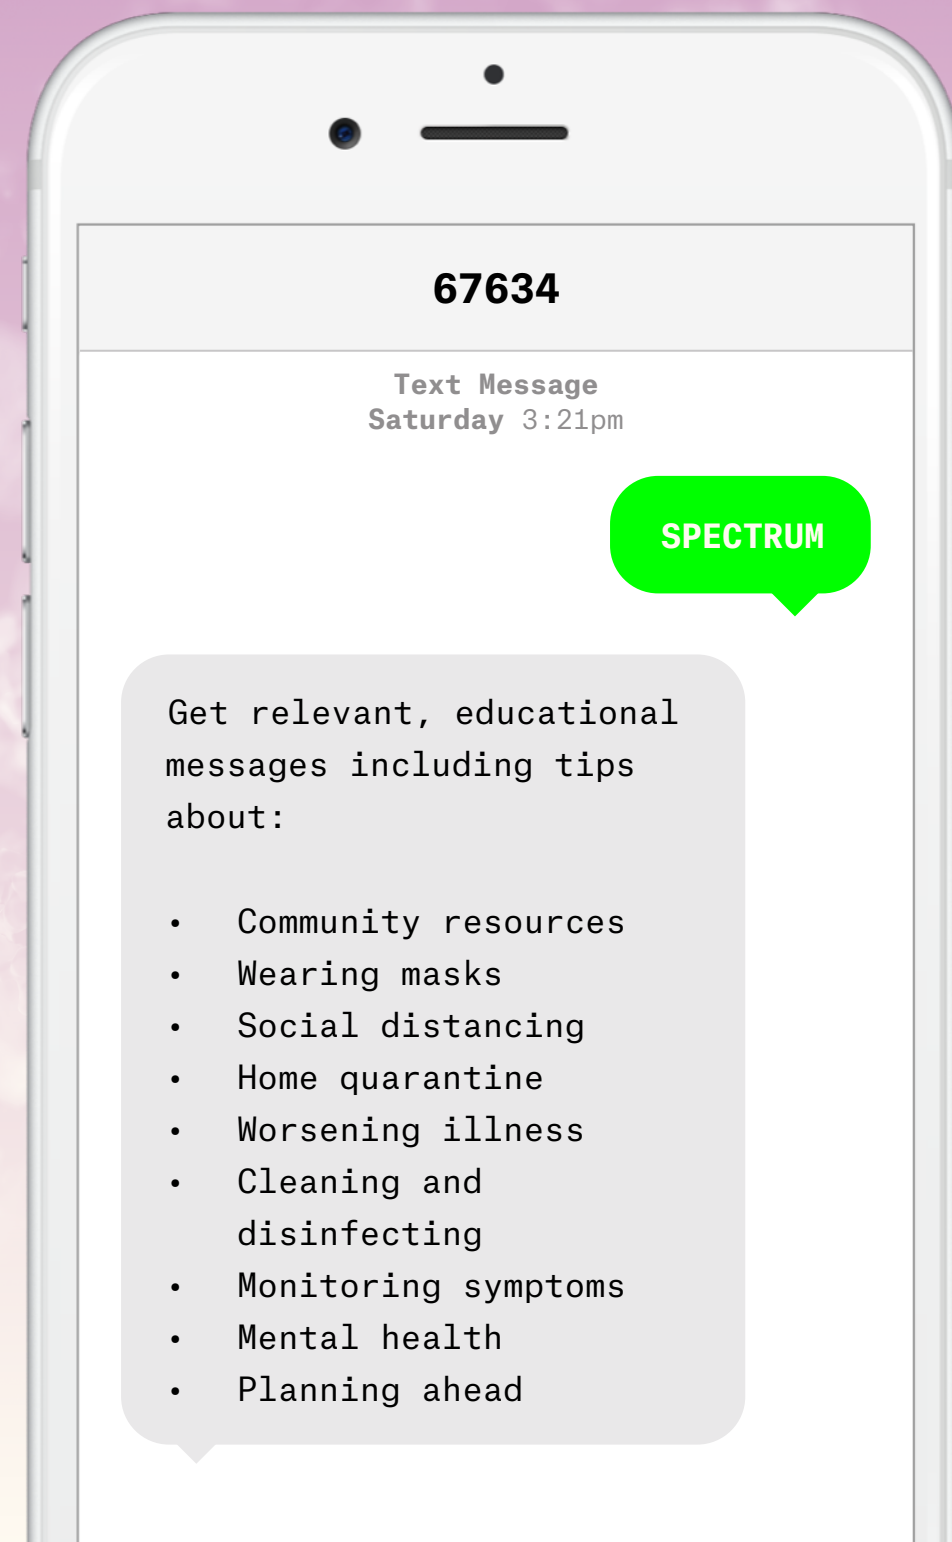 67634
Text Message
Saturday 3:21pm
SPECTRUM
Get relevant, educational
messages including tips
about:
• Community resources
• Wearing masks
• Social distancing
• Home quarantine
• Worsening illness
• Cleaning and
disinfecting
• Monitoring symptoms
• Mental health
• Planning ahead